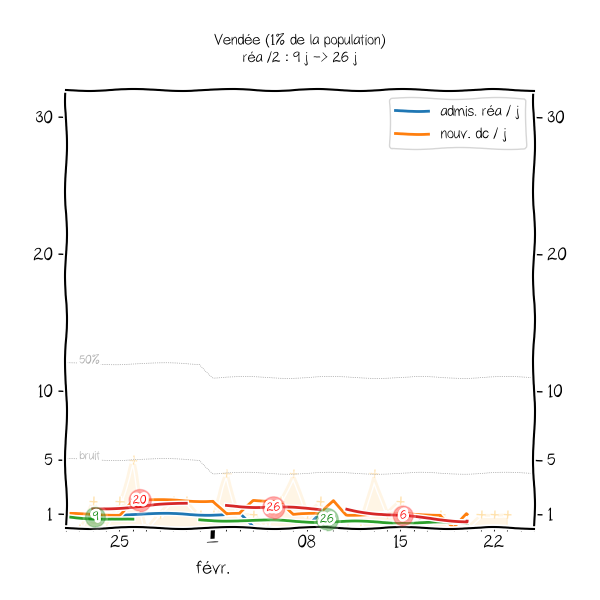 Vendée (1% de la population)
réa /2 : 9 j -> 26 j
admis. réa / j
nouv. dc / j
30 30
20 20
50%
10 10
bruit
5 5
20 26
9 26 6
1 1
25 1 08 15 22
févr.